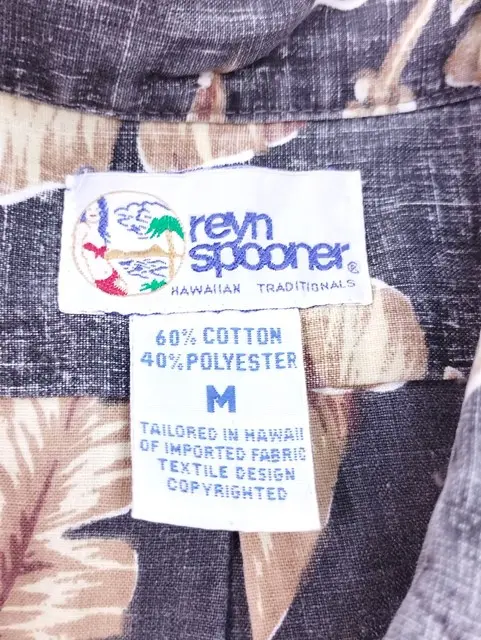 reyn
spooner®
HAWAIIAN TRADITIONALS
60% COTTON
40% POLYESTER
M
TAILORED IN HAWAII
OF IMPORTED FABRIC
TEXTILE DESIGN
COPYRIGHTED